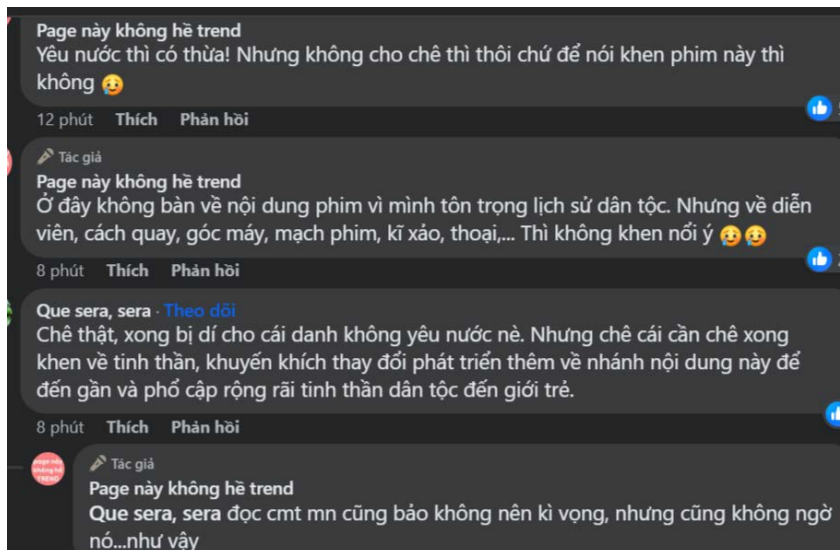 Page này không hề trend
Yêu nước thì có thừa! Nhưng không cho chê thì thôi chứ để nói khen phim này thì
không 🥲
12 phút Thích Phản hồi
Tác giả
Page này không hề trend
Ở đây không bàn về nội dung phim vì mình tôn trọng lịch sử dân tộc. Nhưng về diễn
viên, cách quay, góc máy, mạch phim, kĩ xảo, thoại,... Thì không khen nổi ý 🥲🥲
8 phút Thích Phản hồi
Que sera, sera · Theo dõi
Chê thật, xong bị dí cho cái danh không yêu nước nè. Nhưng chê cái cần chê xong
khen về tinh thần, khuyến khích thay đổi phát triển thêm về nhánh nội dung này để
đến gần và phổ cập rộng rãi tinh thần dân tộc đến giới trẻ.
8 phút Thích Phản hồi
page này
không hề
TREND
Tác giả
Page này không hề trend
Que sera, sera đọc cmt mn cũng bảo không nên kì vọng, nhưng cũng không ngờ
nó...như vậy